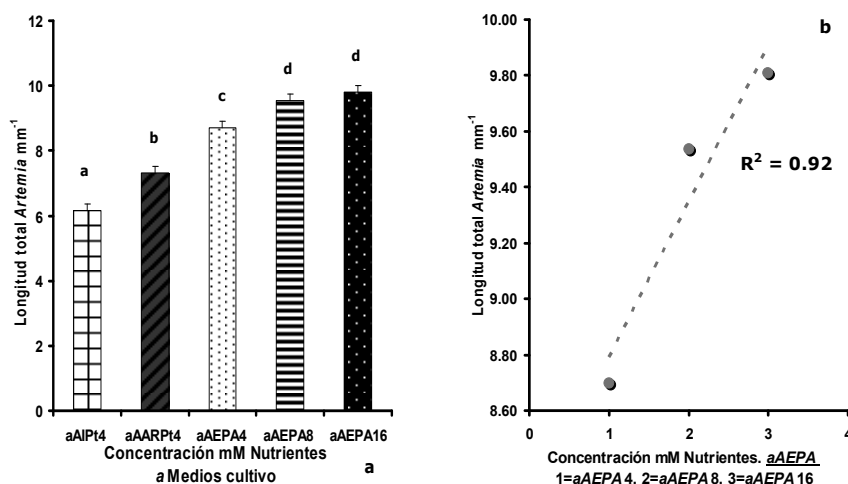 12
10
8
6
4
2
0
Longitud total Artemia mm⁻¹
a
b
c
d
d
aAIPt4 aAARPt4 aAEPA4 aAEPA8 aAEPA16
Concentración mM Nutrientes
a Medios cultivo
a
b
10.00
9.80
9.60
9.40
9.20
9.00
8.80
8.60
Longitud total Artemia mm⁻¹
R² = 0.92
0 1 2 3 4
Concentración mM Nutrientes. aAEPA
1=aAEPA 4, 2=aAEPA 8, 3=aAEPA 16